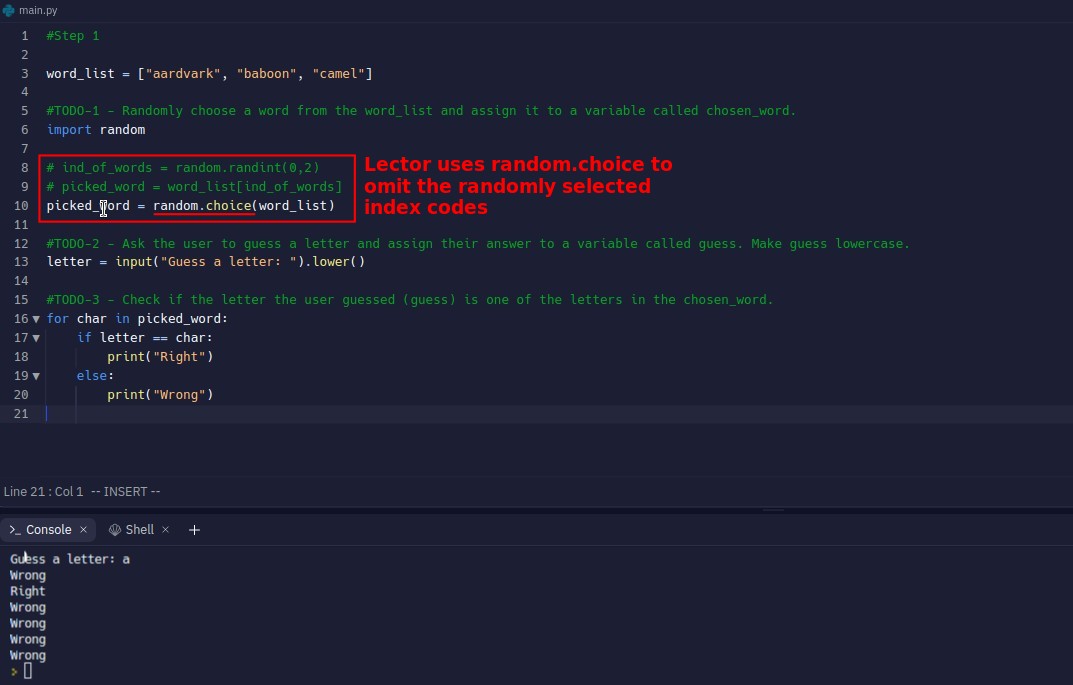 main.py
1 #Step 1
2
3 word_list = ["aardvark", "baboon", "camel"]
4
5 #TODO-1 - Randomly choose a word from the word_list and assign it to a variable called chosen_word.
6 import random
7
8 # ind_of_words = random.randint(0,2)
9 # picked_word = word_list[ind_of_words]
10 picked_word = random.choice(word_list)
Lector uses random.choice to
omit the randomly selected
index codes
11
12 #TODO-2 - Ask the user to guess a letter and assign their answer to a variable called guess. Make guess lowercase.
13 letter = input("Guess a letter: ").lower()
14
15 #TODO-3 - Check if the letter the user guessed (guess) is one of the letters in the chosen_word.
16 for char in picked_word:
17 if letter == char:
18 print("Right")
19 else:
20 print("Wrong")
21
Line 21 : Col 1 -- INSERT --
>_ Console × Shell × +
Guess a letter: a
Wrong
Right
Wrong
Wrong
Wrong
Wrong